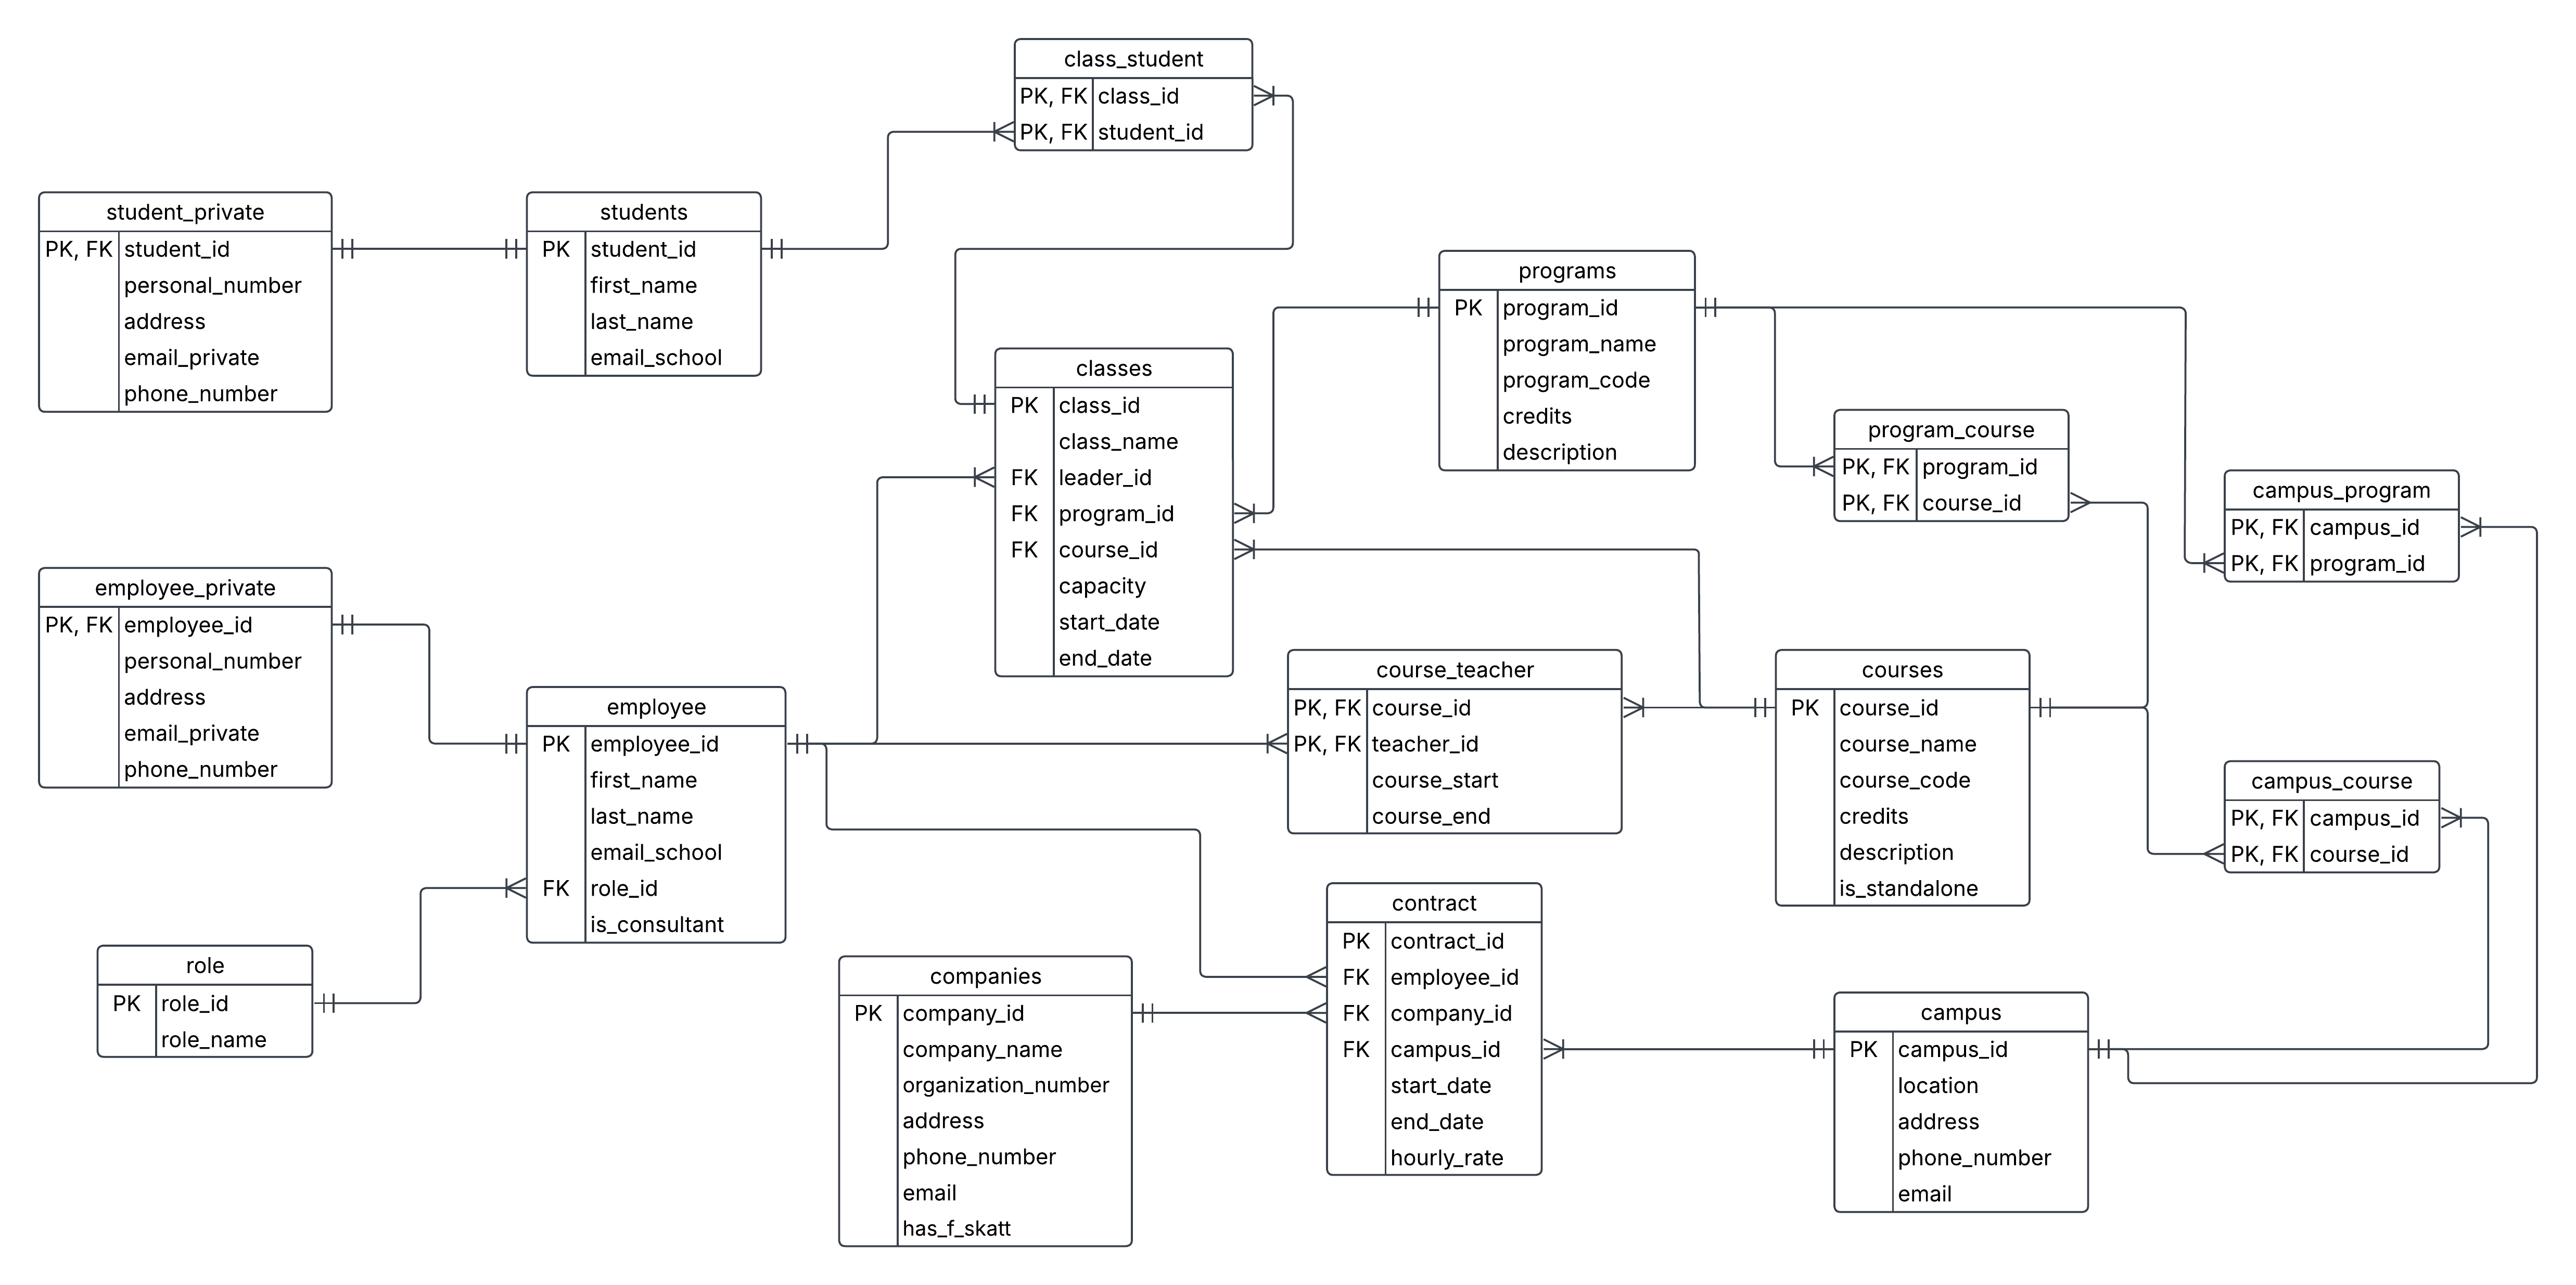 class_student
PK, FK class_id
PK, FK student_id
student_private
PK, FK student_id
personal_number
address
email_private
phone_number
students
PK student_id
first_name
last_name
email_school
programs
PK program_id
program_name
program_code
credits
description
classes
PK class_id
class_name
FK leader_id
FK program_id
FK course_id
capacity
start_date
end_date
program_course
PK, FK program_id
PK, FK course_id
campus_program
PK, FK campus_id
PK, FK program_id
employee_private
PK, FK employee_id
personal_number
address
email_private
phone_number
employee
PK employee_id
first_name
last_name
email_school
FK role_id
is_consultant
course_teacher
PK, FK course_id
PK, FK teacher_id
course_start
course_end
courses
PK course_id
course_name
course_code
credits
description
is_standalone
campus_course
PK, FK campus_id
PK, FK course_id
role
PK role_id
role_name
companies
PK company_id
company_name
organization_number
address
phone_number
email
has_f_skatt
contract
PK contract_id
FK employee_id
FK company_id
FK campus_id
start_date
end_date
hourly_rate
campus
PK campus_id
location
address
phone_number
email